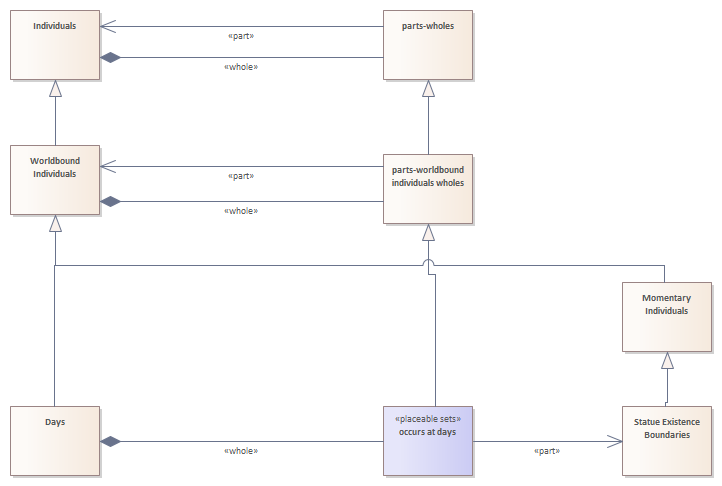 Individuals
parts-wholes
«part»
«whole»
Worldbound
Individuals
parts-worldbound
individuals wholes
«part»
«whole»
Momentary
Individuals
Days
«placeable sets»
occurs at days
Statue Existence
Boundaries
«whole»
«part»